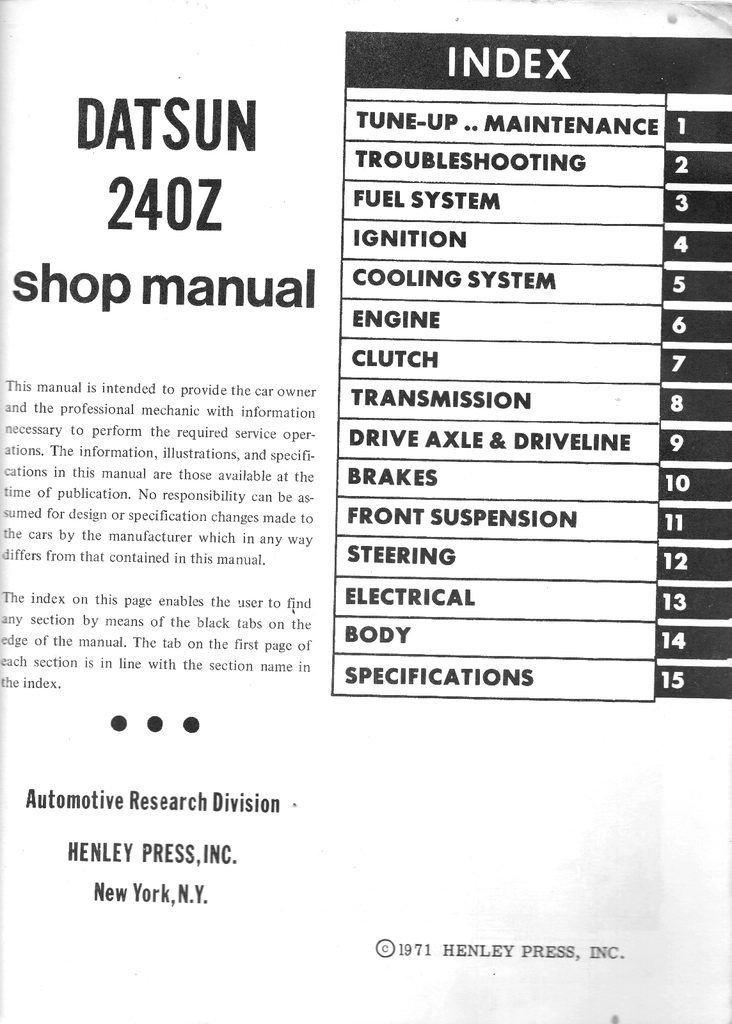 DATSUN
240Z
shop manual
This manual is intended to provide the car owner
and the professional mechanic with information
necessary to perform the required service oper-
ations. The information, illustrations, and specifi-
cations in this manual are those available at the
time of publication. No responsibility can be as-
sumed for design or specification changes made to
the cars by the manufacturer which in any way
differs from that contained in this manual.
The index on this page enables the user to find
any section by means of the black tabs on the
edge of the manual. The tab on the first page of
each section is in line with the section name in
the index.
Automotive Research Division
HENLEY PRESS, INC.
New York, N.Y.
INDEX
TUNE-UP .. MAINTENANCE 1
TROUBLESHOOTING 2
FUEL SYSTEM 3
IGNITION 4
COOLING SYSTEM 5
ENGINE 6
CLUTCH 7
TRANSMISSION 8
DRIVE AXLE & DRIVELINE 9
BRAKES 10
FRONT SUSPENSION 11
STEERING 12
ELECTRICAL 13
BODY 14
SPECIFICATIONS 15
©1971 HENLEY PRESS, INC.